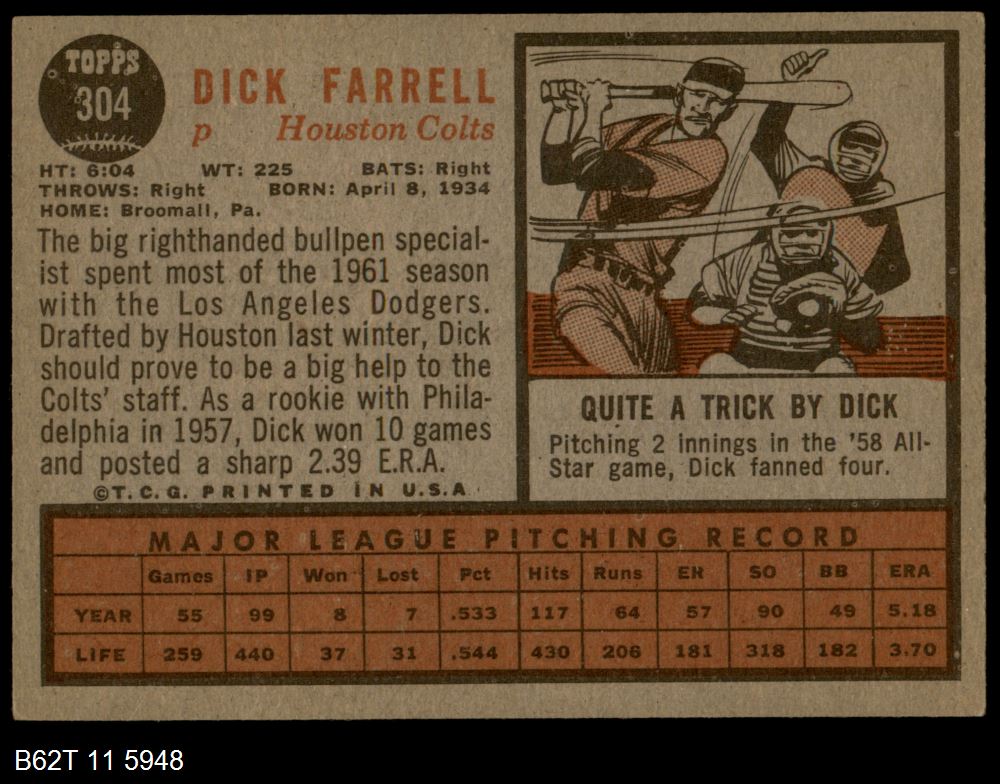 TOPPS
304
DICK FARRELL
p Houston Colts
HT: 6:04 WT: 225 BATS: Right
THROWS: Right BORN: April 8, 1934
HOME: Broomall, Pa.
The big righthanded bullpen special-
ist spent most of the 1961 season
with the Los Angeles Dodgers.
Drafted by Houston last winter, Dick
should prove to be a big help to the
Colts' staff. As a rookie with Phila-
delphia in 1957, Dick won 10 games
and posted a sharp 2.39 E.R.A.
©T.C.G. PRINTED IN U.S.A
QUITE A TRICK BY DICK
Pitching 2 innings in the '58 All-
Star game, Dick fanned four.
MAJOR LEAGUE PITCHING RECORD
Games IP Won Lost Pct Hits Runs ER SO BB ERA
YEAR 55 99 8 7 .533 117 64 57 90 49 5.18
LIFE 259 440 37 31 .544 430 206 181 318 182 3.70
B62T 11 5948